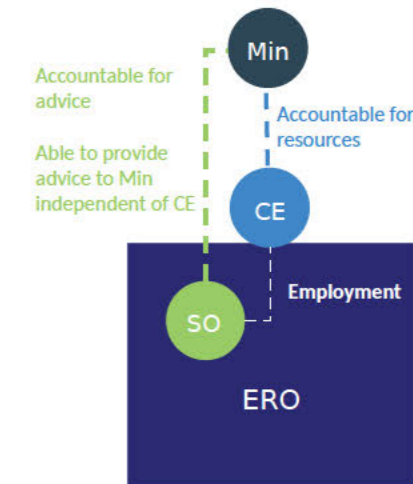 Min
Accountable for
advice
Accountable for
resources
Able to provide
advice to Min
independent of CE
CE
Employment
SO
ERO